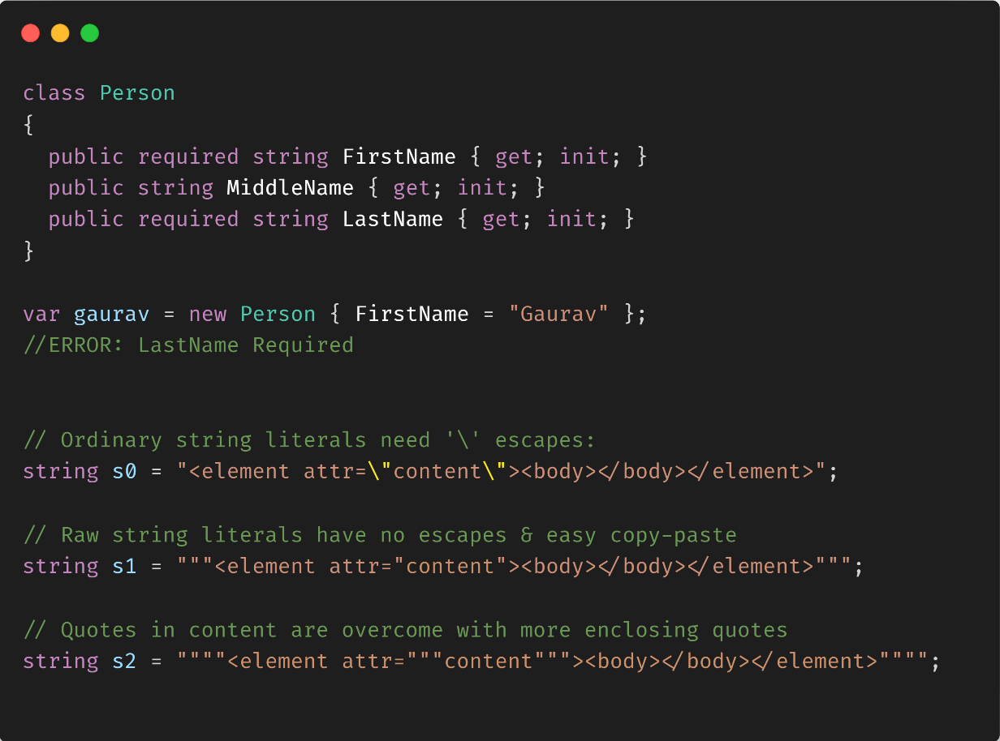 class Person
{
  public required string FirstName { get; init; }
  public string MiddleName { get; init; }
  public required string LastName { get; init; }
}
var gaurav = new Person { FirstName = "Gaurav" };
//ERROR: LastName Required
// Ordinary string literals need '\' escapes:
string s0 = "<element attr=\"content\"><body></body></element>";
// Raw string literals have no escapes & easy copy-paste
string s1 = """<element attr="content"><body></body></element>""";
// Quotes in content are overcome with more enclosing quotes
string s2 = """"<element attr="""content"""><body></body></element>"""";